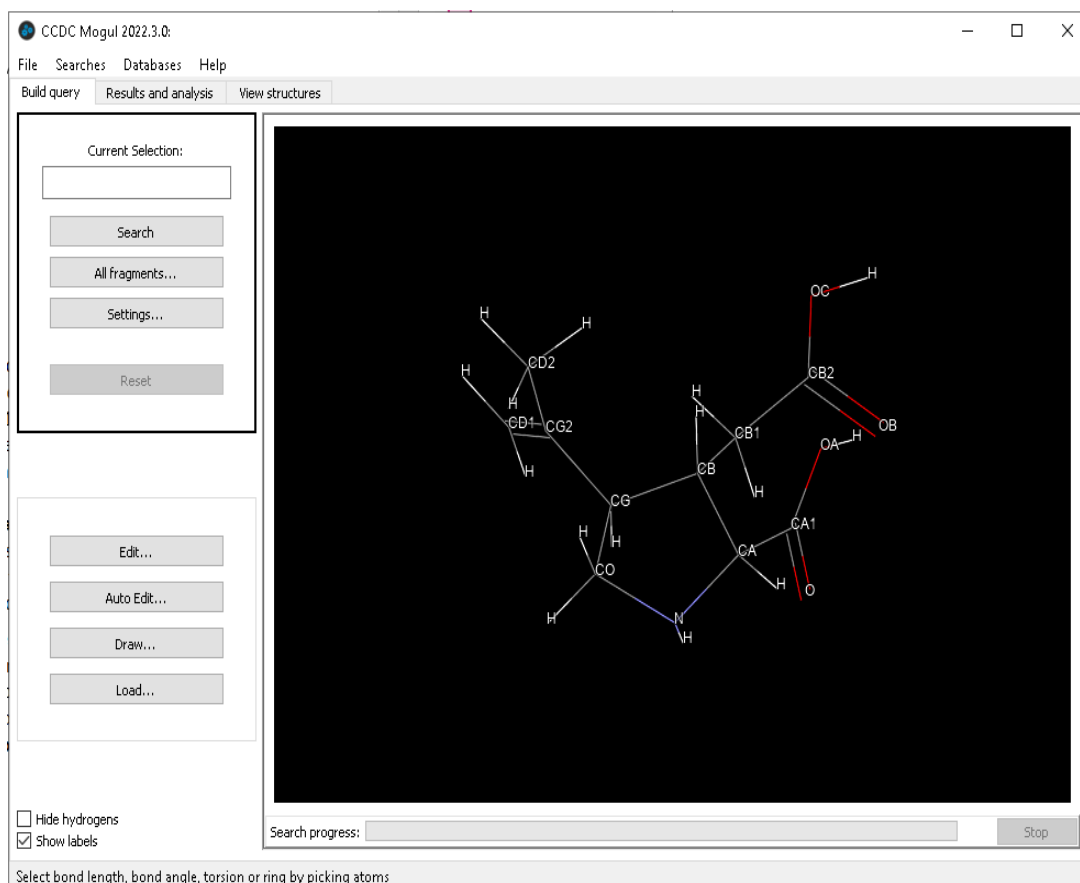 CCDC Mogul 2022.3.0:
File Searches Databases Help
Build query Results and analysis View structures
Current Selection:
Search
All fragments...
Settings...
Reset
Edit...
Auto Edit...
Draw...
Load...
Hide hydrogens
Show labels
H
OC
H
H
H
CD2
CB2
H
H
H
H
CD1
CG2
CB1
OB
OA
H
H
CB
H
CG
CA1
H
H
CA
CO
H
O
H
N
H
Search progress:
Stop
Select bond length, bond angle, torsion or ring by picking atoms